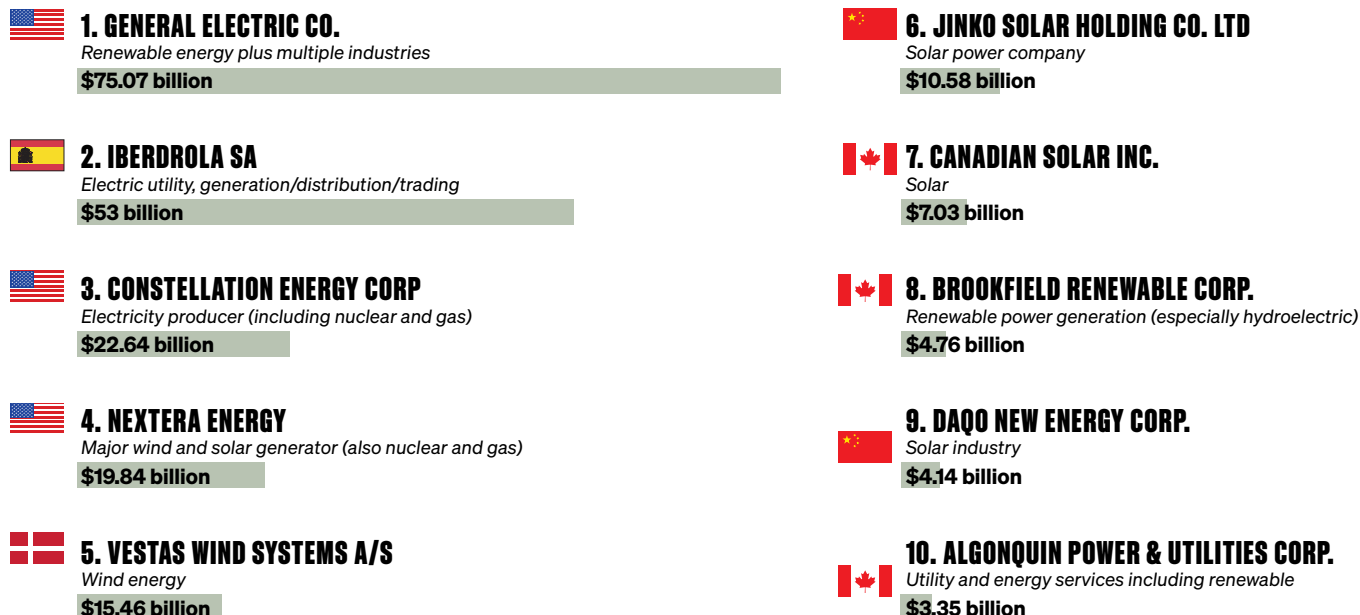 1. GENERAL ELECTRIC CO.
Renewable energy plus multiple industries
$75.07 billion
2. IBERDROLA SA
Electric utility, generation/distribution/trading
$53 billion
3. CONSTELLATION ENERGY CORP
Electricity producer (including nuclear and gas)
$22.64 billion
4. NEXTERA ENERGY
Major wind and solar generator (also nuclear and gas)
$19.84 billion
5. VESTAS WIND SYSTEMS A/S
Wind energy
$15.46 billion
6. JINKO SOLAR HOLDING CO. LTD
Solar power company
$10.58 billion
7. CANADIAN SOLAR INC.
Solar
$7.03 billion
8. BROOKFIELD RENEWABLE CORP.
Renewable power generation (especially hydroelectric)
$4.76 billion
9. DAQO NEW ENERGY CORP.
Solar industry
$4.14 billion
10. ALGONQUIN POWER & UTILITIES CORP.
Utility and energy services including renewable
$3.35 billion